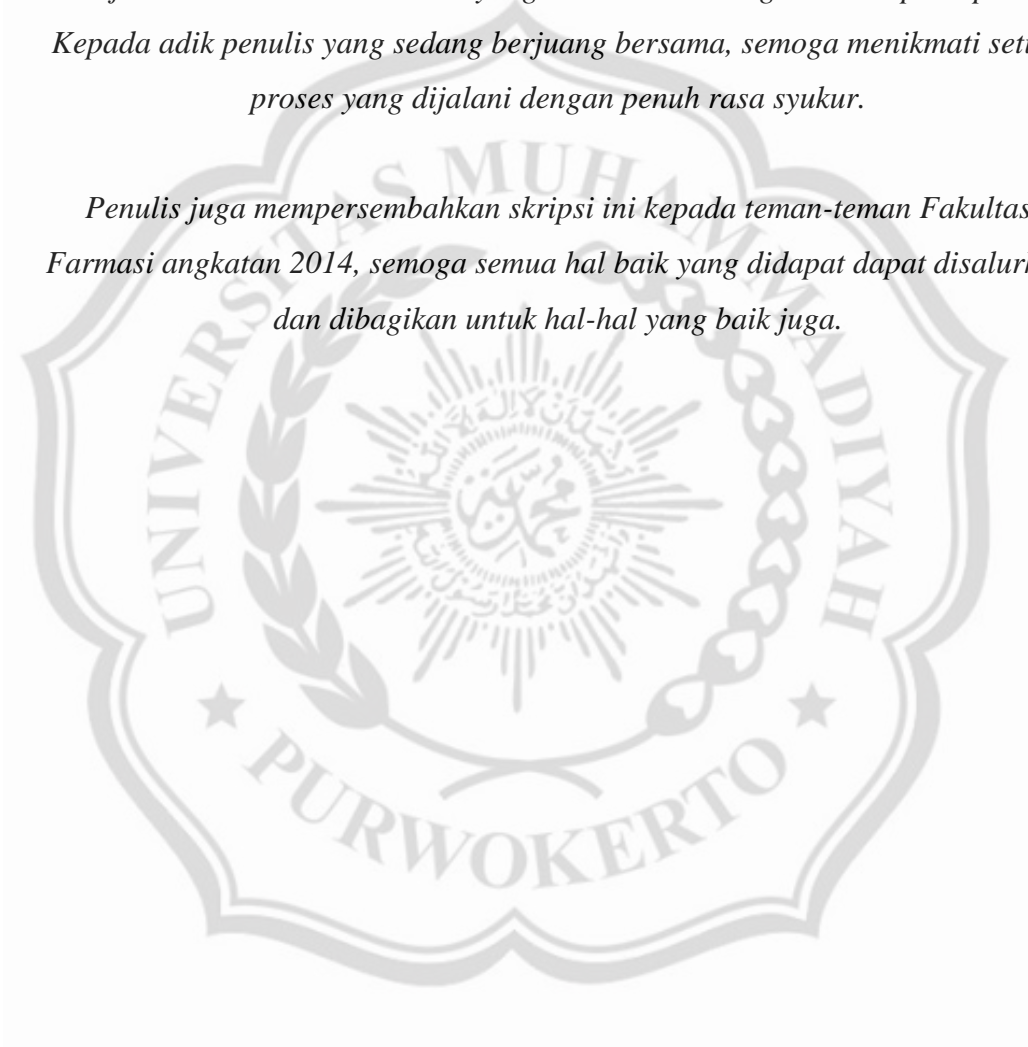 Kepada adik penulis yang sedang berjuang bersama, semoga menikmati
proses yang dijalani dengan penuh rasa syukur.
Penulis juga mempersembahkan skripsi ini kepada teman-teman Fakultas
Farmasi angkatan 2014, semoga semua hal baik yang didapat dapat
dan dibagikan untuk hal-hal yang baik juga.
UNIVERSITAS MUHAMMADIYAH
PURWOKERTO